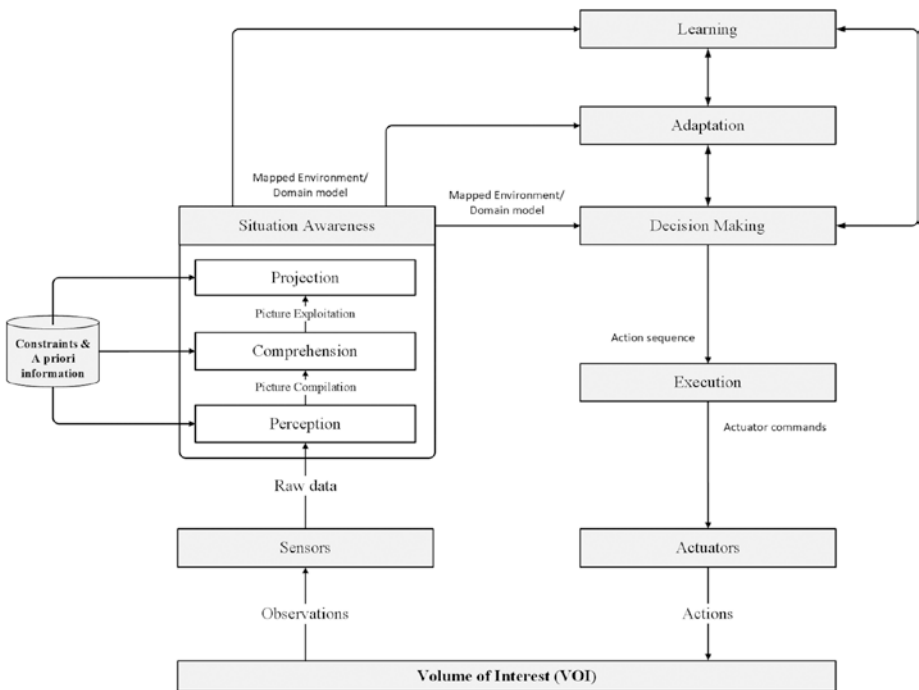 Learning
Adaptation
Mapped Environment/
Domain model
Mapped Environment/
Domain model
Situation Awareness
Decision Making
Projection
Picture Exploitation
Constraints &
A priori
information
Comprehension
Action sequence
Picture Compilation
Execution
Perception
Actuator commands
Raw data
Sensors
Actuators
Observations
Actions
Volume of Interest (VOI)